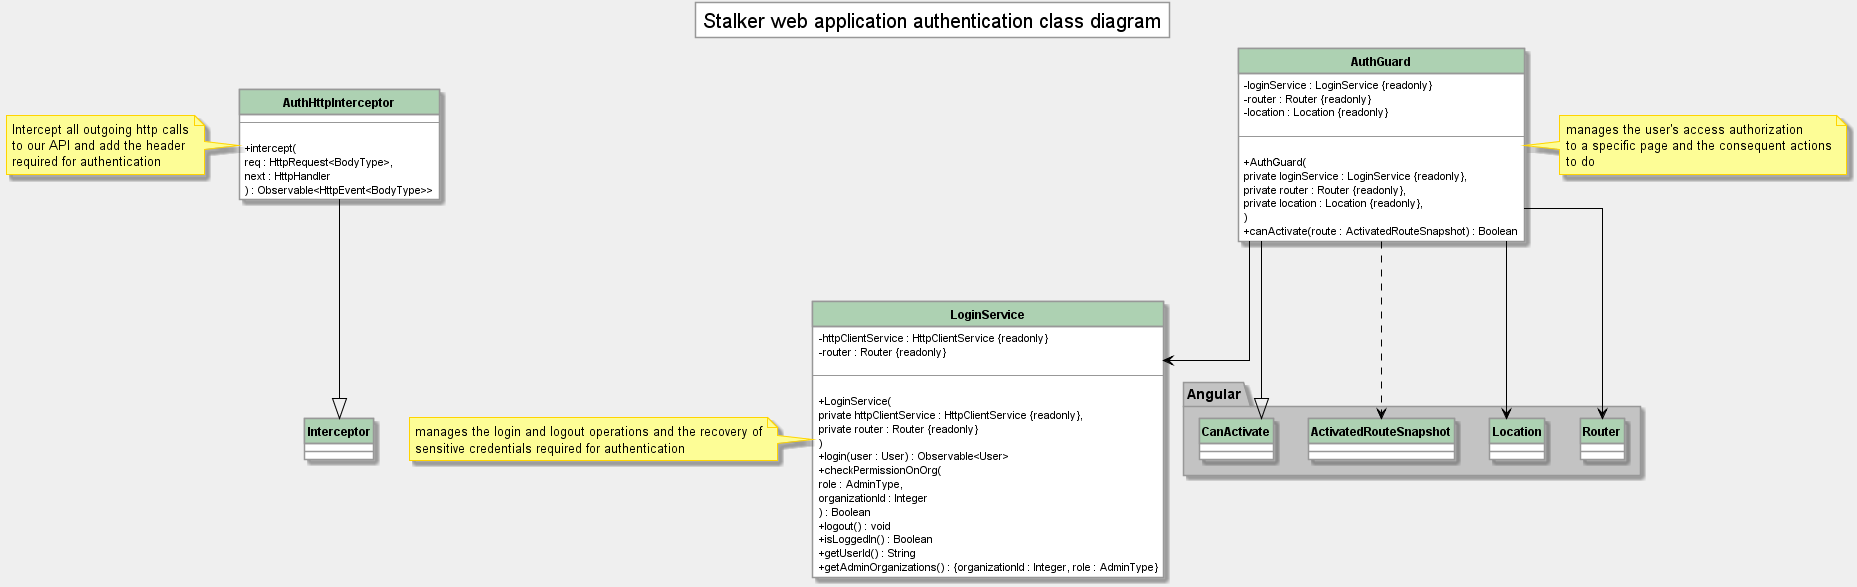 Stalker web application authentication class diagram
AuthHttpInterceptor
+intercept(
req : HttpRequest<BodyType>,
next : HttpHandler
) : Observable<HttpEvent<BodyType>>
Intercept all outgoing http calls
to our API and add the header
required for authentication
Interceptor
AuthGuard
-loginService : LoginService {readonly}
-router : Router {readonly}
-location : Location {readonly}
+AuthGuard(
private loginService : LoginService {readonly},
private router : Router {readonly},
private location : Location {readonly},
)
+canActivate(route : ActivatedRouteSnapshot) : Boolean
manages the user's access authorization
to a specific page and the consequent actions
to do
LoginService
-httpClientService : HttpClientService {readonly}
-router : Router {readonly}
+LoginService(
private httpClientService : HttpClientService {readonly},
private router : Router {readonly}
)
+login(user : User) : Observable<User>
+checkPermissionOnOrg(
role : AdminType,
organizationId : Integer
) : Boolean
+logout() : void
+isLoggedIn() : Boolean
+getUserId() : String
+getAdminOrganizations() : {organizationId : Integer, role : AdminType}
manages the login and logout operations and the recovery of
sensitive credentials required for authentication
Angular
CanActivate
ActivatedRouteSnapshot
Location
Router